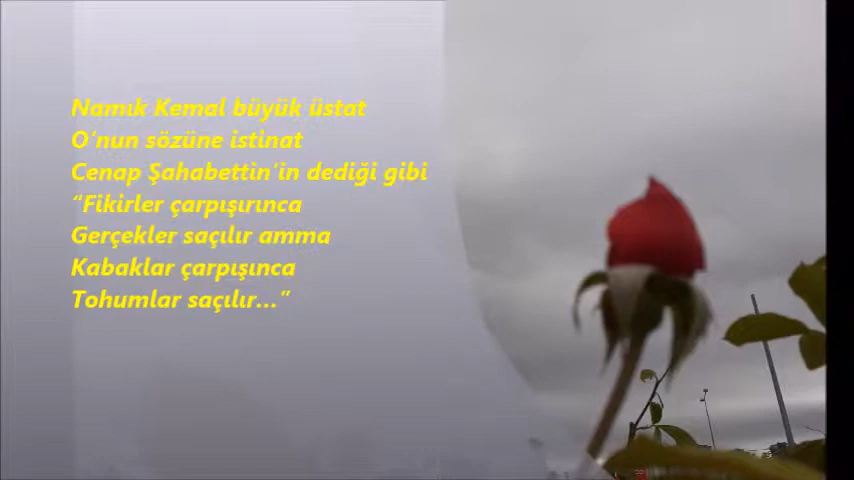 Namık Kemal büyük üstat
O'nun sözüne istinat
Cenap Şahabettin'in dediği gibi
"Fikirler çarpışırınca
Gerçekler saçılır amma
Kabaklar çarpışınca
Tohumlar saçılır..."